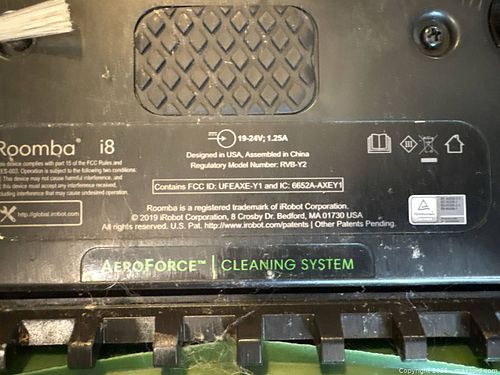 Roomba® i8
19-24V; 1.25A
Designed in USA, Assembled in China
Regulatory Model Number: RVB-Y2
device complies with part 15 of the FCC Rules and
Operation is subject to the following two conditions:
This device may not cause harmful interference, and
this device must accept any interference received,
including interference that may cause undesired operation.
Contains FCC ID: UFEAXE-Y1 and IC: 6652A-AXEY1
http://global.irobot.com
Roomba is a registered trademark of iRobot Corporation.
© 2019 iRobot Corporation, 8 Crosby Dr. Bedford, MA 01730 USA
All rights reserved. U.S. Pat. http://www.irobot.com/patents | Other Patents Pending.
AEROFORCE™ | CLEANING SYSTEM